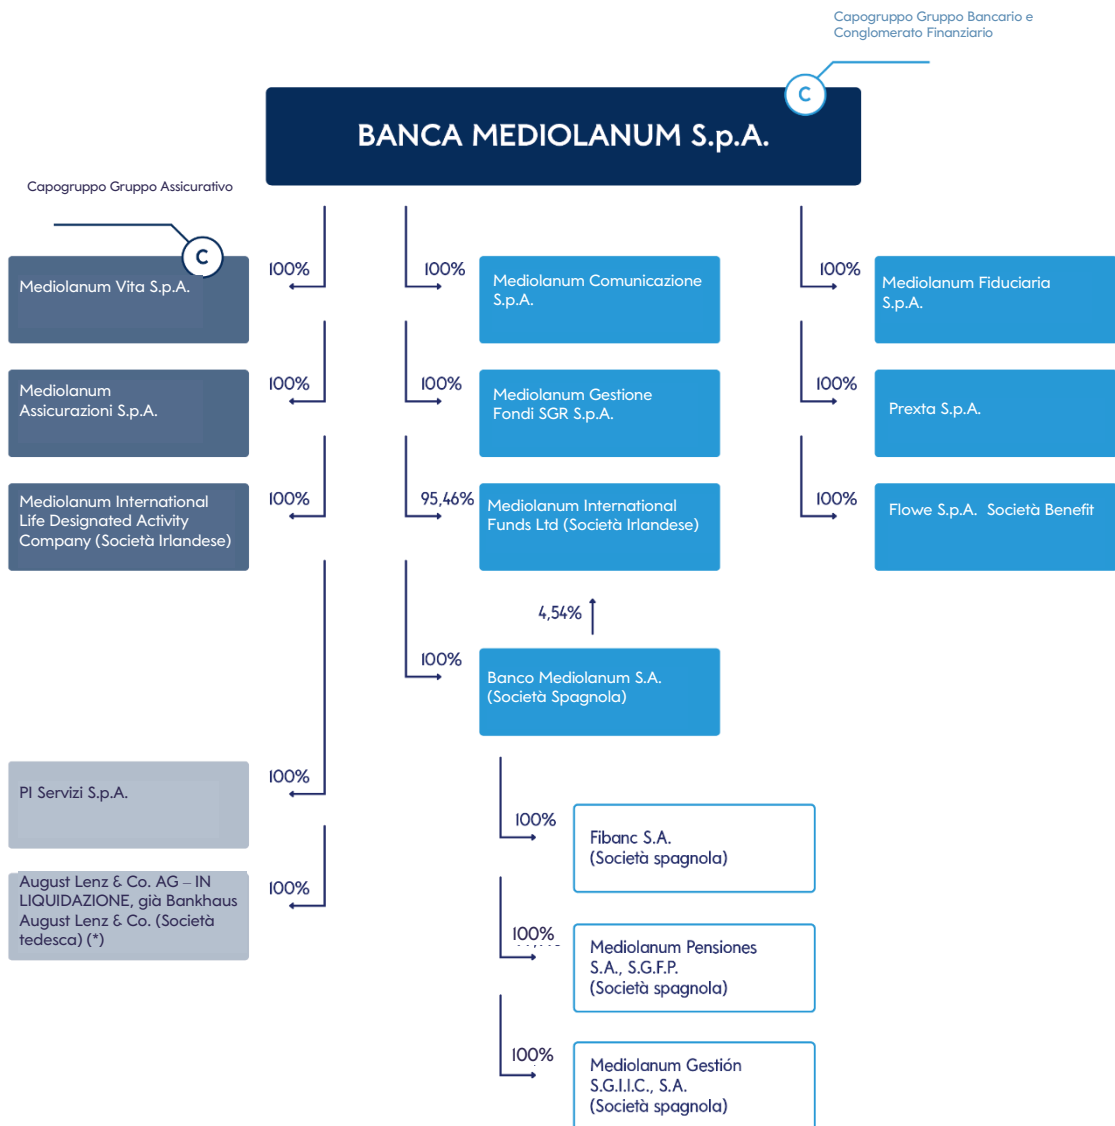 Capogruppo Gruppo Bancario e
Conglomerato Finanziario
C
BANCA MEDIOLANUM S.p.A.
Capogruppo Gruppo Assicurativo
C
100%
Mediolanum Vita S.p.A.
100%
Mediolanum Comunicazione
S.p.A.
100%
Mediolanum Fiduciaria
S.p.A.
100%
Mediolanum
Assicurazioni S.p.A.
100%
Mediolanum Gestione
Fondi SGR S.p.A.
100%
Prexta S.p.A.
100%
Mediolanum International
Life Designated Activity
Company (Società Irlandese)
95,46%
Mediolanum International
Funds Ltd (Società Irlandese)
100%
Flowe S.p.A. Società Benefit
4,54%
100%
Banco Mediolanum S.A.
(Società Spagnola)
100%
PI Servizi S.p.A.
100%
Fibanc S.A.
(Società spagnola)
100%
August Lenz & Co. AG – IN
LIQUIDAZIONE, già Bankhaus
August Lenz & Co. (Società
tedesca) (*)
100%
Mediolanum Pensiones
S.A., S.G.F.P.
(Società spagnola)
100%
Mediolanum Gestión
S.G.I.I.C., S.A.
(Società spagnola)